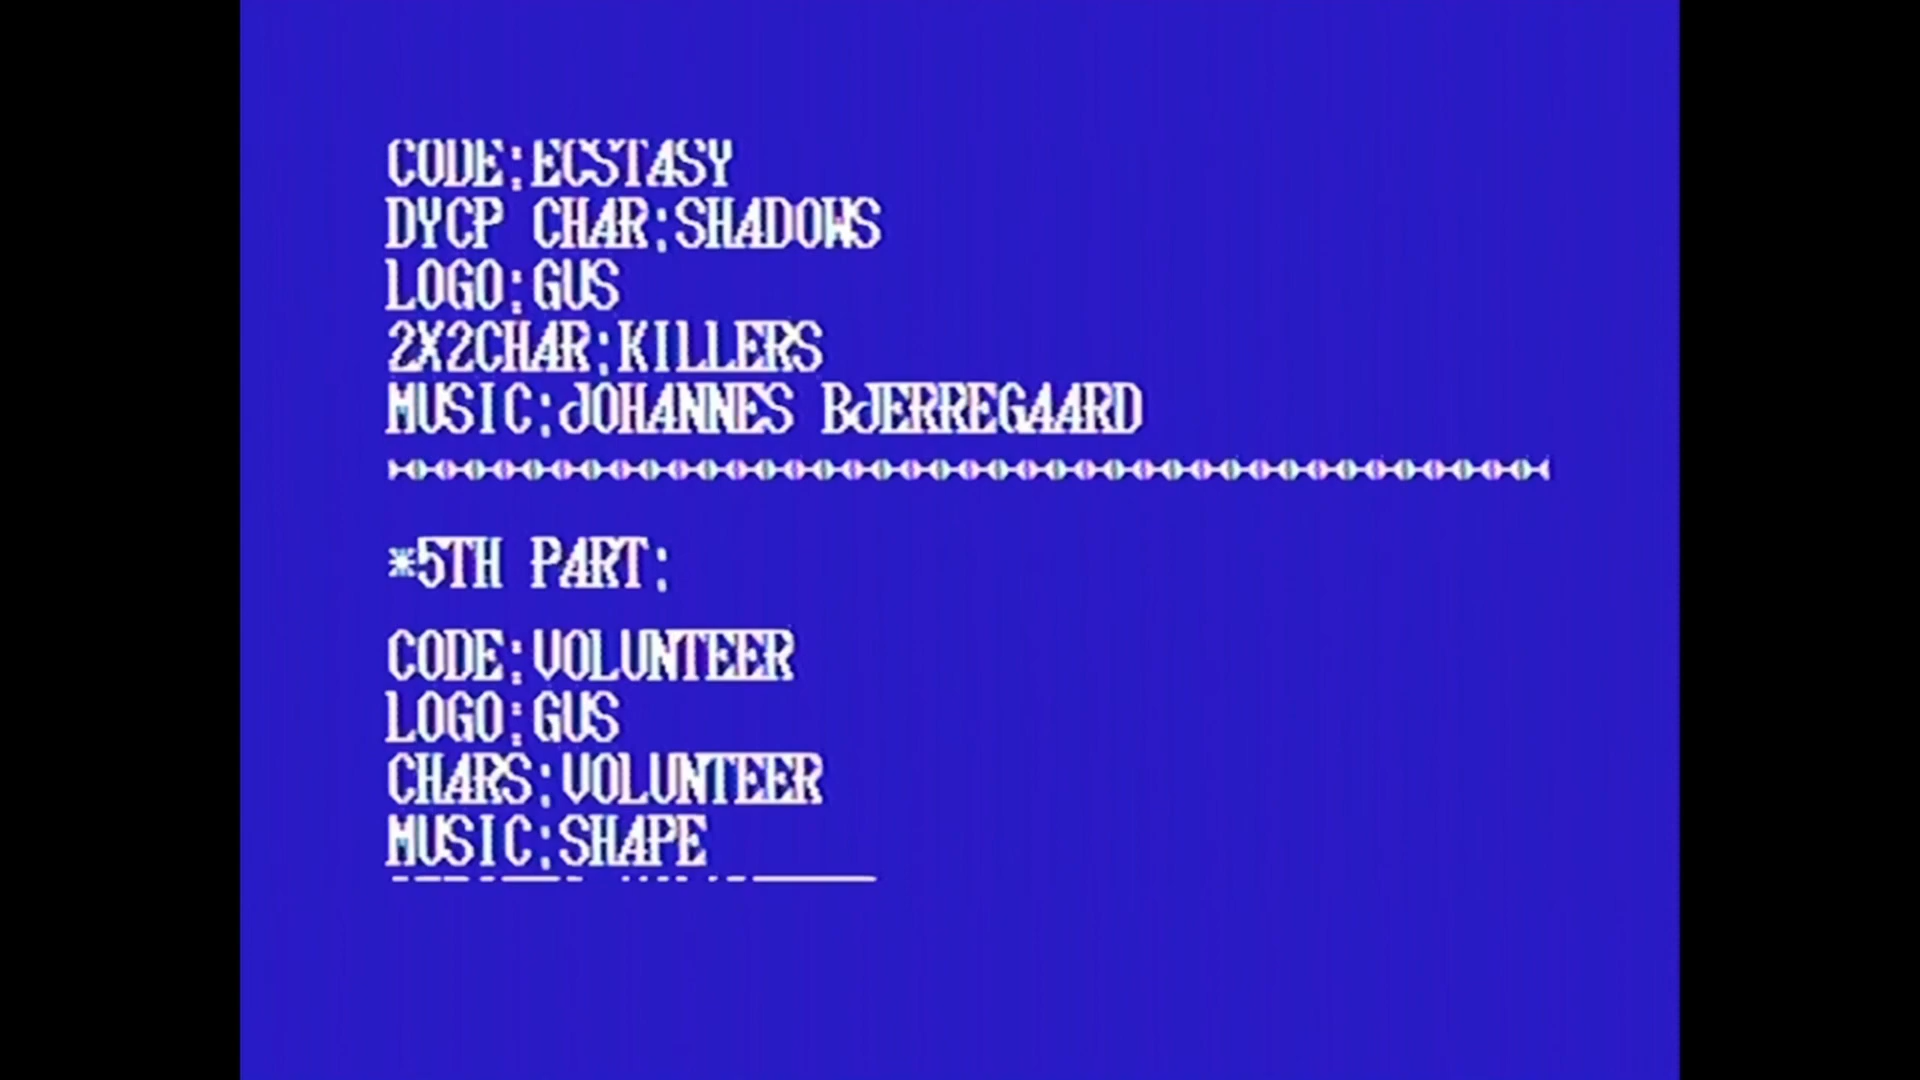 CODE:ECSTASY
DYCP CHAR:SHADOWS
LOGO:GUS
2X2CHAR:KILLERS
MUSIC:JOHANNES BJERREGAARD
*5TH PART:
CODE:VOLUNTEER
LOGO:GUS
CHARS:VOLUNTEER
MUSIC:SHAPE